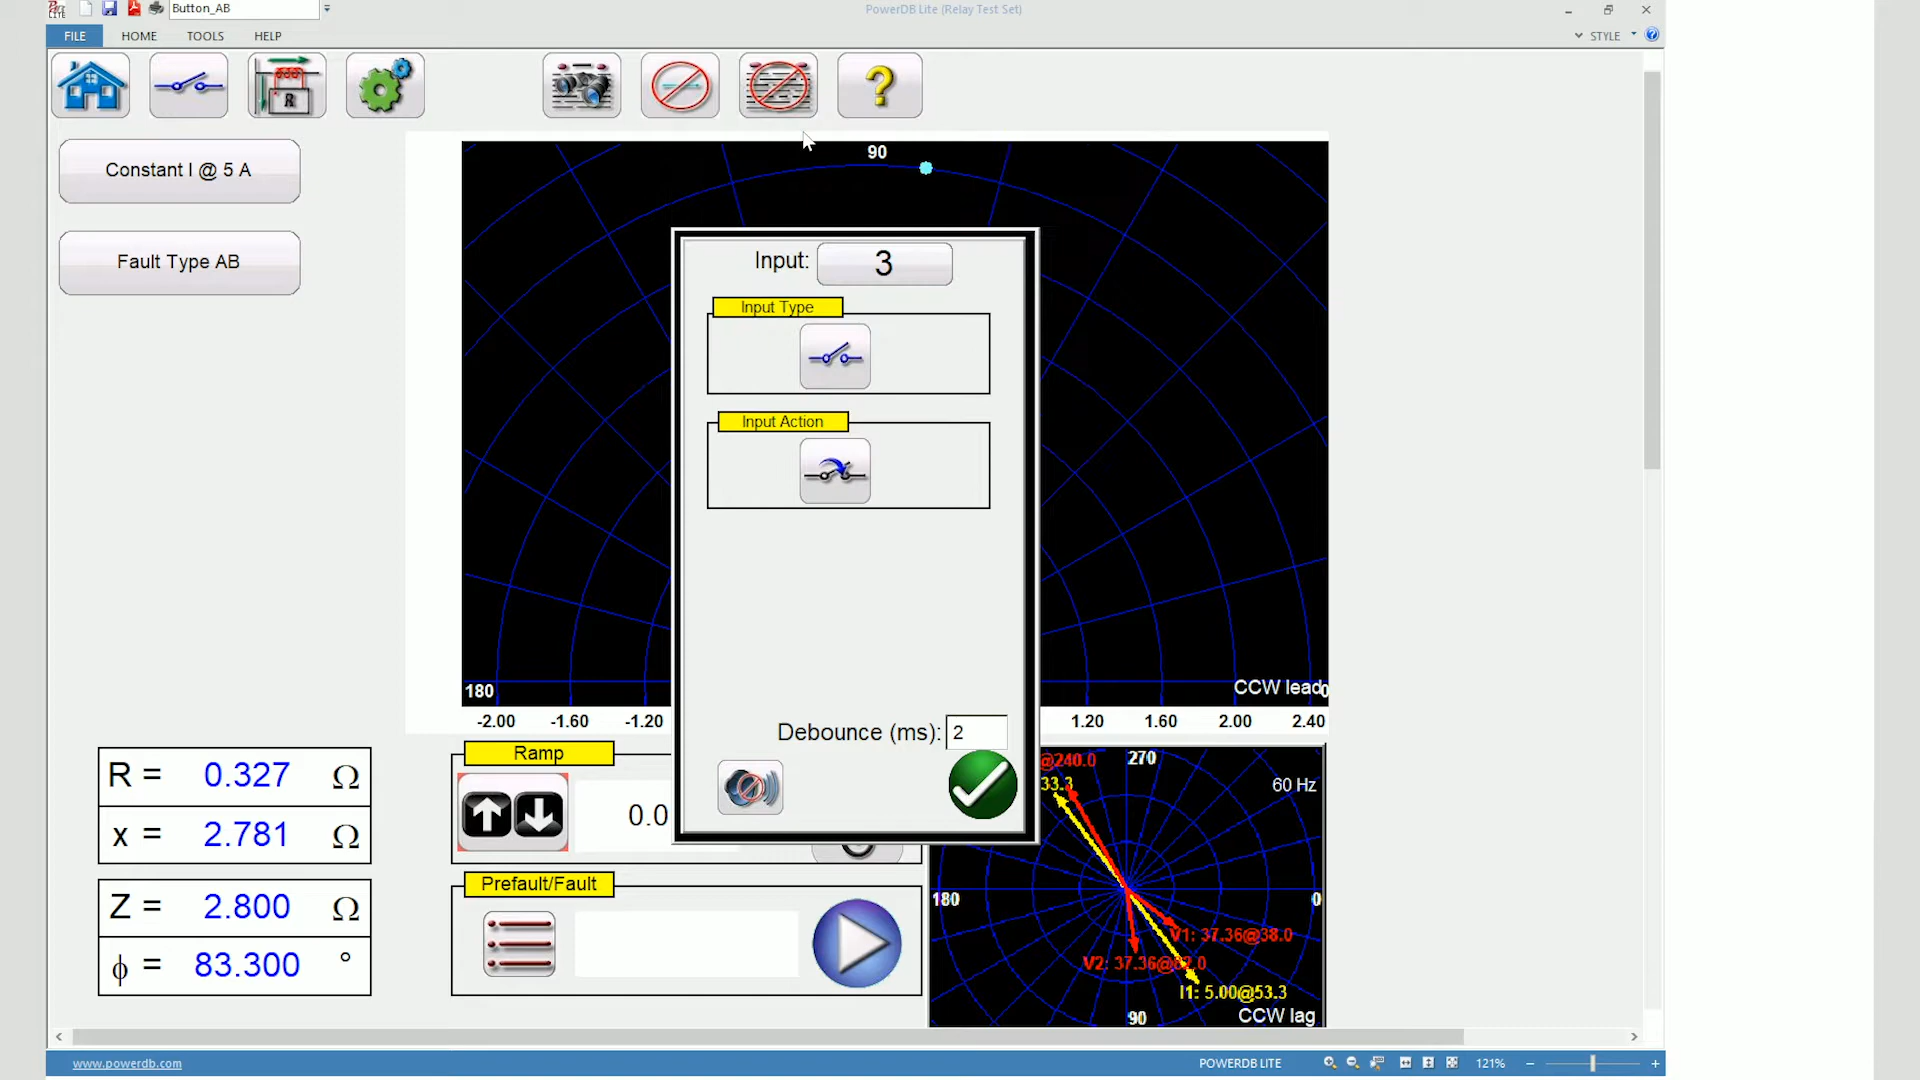 LITE
Button_AB
PowerDB Lite (Relay Test Set)
FILE
HOME
TOOLS
HELP
STYLE
R
?
Constant I @ 5 A
Fault Type AB
90
180
CCW lead
0
-2.00
-1.60
-1.20
1.20
1.60
2.00
2.40
Input:
3
Input Type
Input Action
Debounce (ms):
2
R = 0.327 Ω
x = 2.781 Ω
Z = 2.800 Ω
ϕ = 83.300 °
Ramp
0.0
Prefault/Fault
@240.0
33.3
270
60 Hz
180
0
V1: 37.36@38.0
I1: 5.00@53.3
90
CCW lag
www.powerdb.com
POWERDB LITE
121%